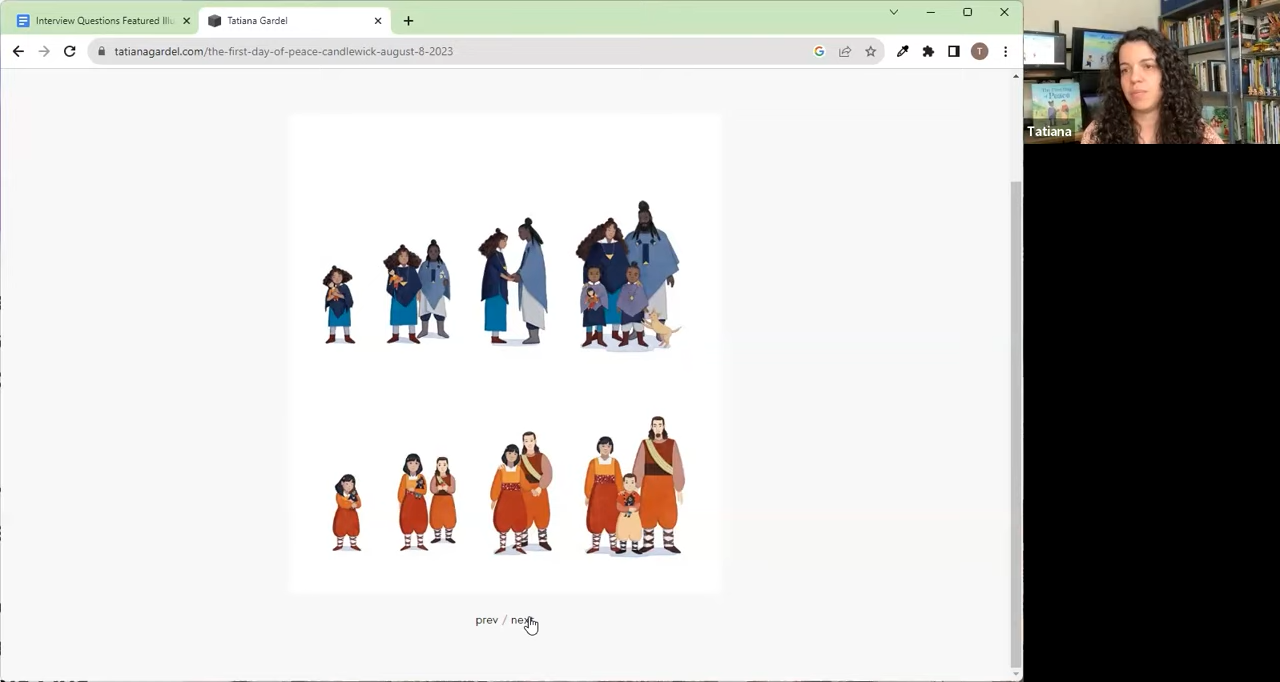 Interview Questions Featured Illu
Tatiana Gardel
tatianagardel.com/the-first-day-of-peace-candlewick-august-8-2023
T
Tatiana
prev / next